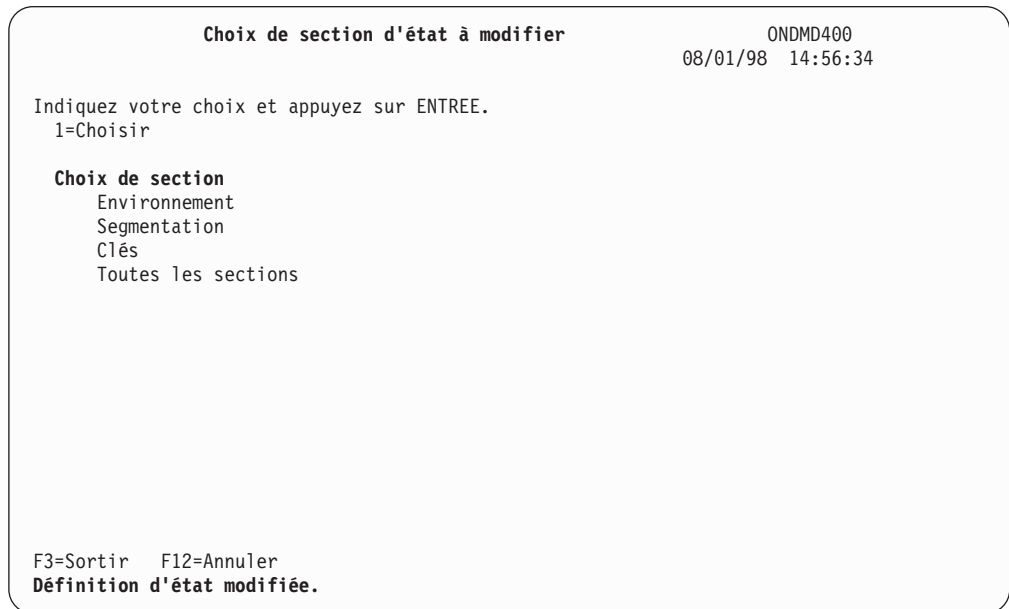 Choix de section d'état à modifier ONDMD400
08/01/98 14:56:34
Indiquez votre choix et appuyez sur ENTREE.
1=Choisir
Choix de section
Environnement
Segmentation
Clés
Toutes les sections
F3=Sortir F12=Annuler
Définition d'état modifiée.